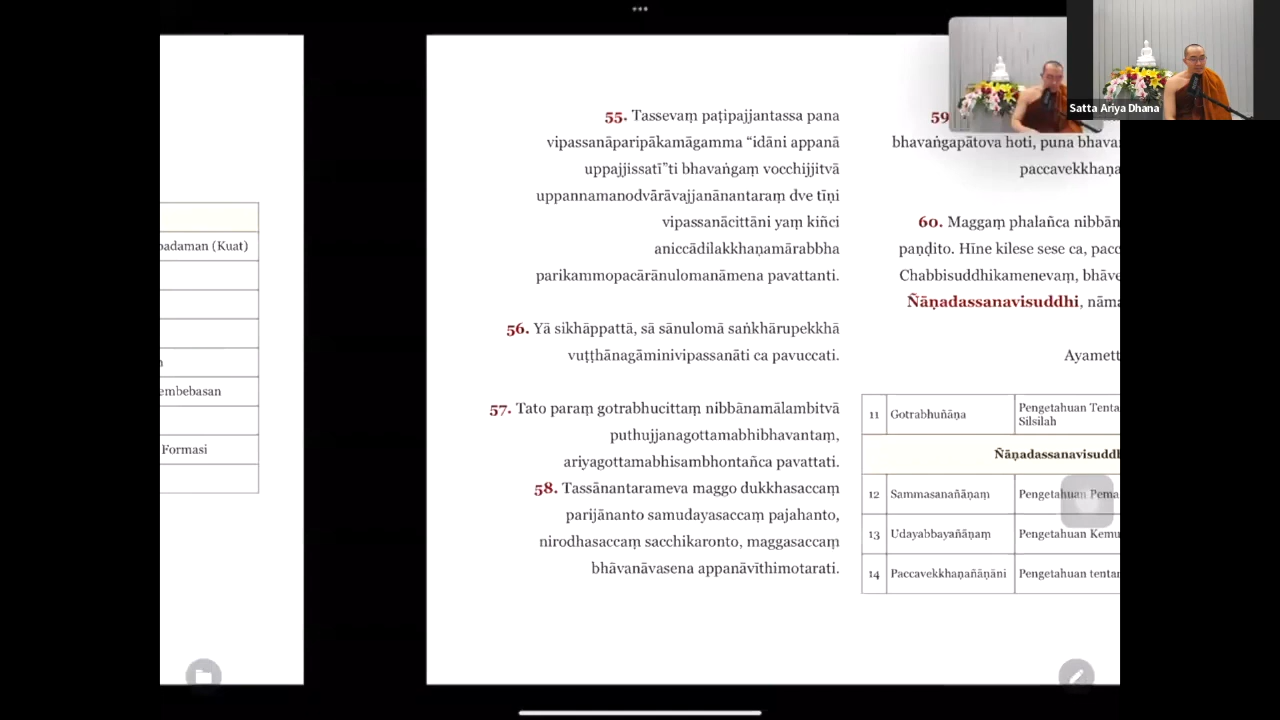 Satta Ariya Dhana
padaman (Kuat)
n
embebasan
Formasi
55. Tassevaṃ paṭipajjantassa pana
vipassanāparipākamāgamma “idāni appanā
uppajjissatī”ti bhavaṅgaṃ vocchijjitvā
uppannamanodvārāvajjanānantaraṃ dve tīṇi
vipassanācittāni yaṃ kiñci
aniccādilakkhaṇamārabbha
parikammopacārānulomanāmena pavattanti.
56. Yā sikhāppattā, sā sānulomā saṅkhārupekkhā
vuṭṭhānagāminivipassanāti ca pavuccati.
57. Tato paraṃ gotrabhucittaṃ nibbānamālambitvā
puthujjanagottamabhibhavantaṃ,
ariyagottamabhisambhontañca pavattati.
58. Tassānantarameva maggo dukkhasaccaṃ
parijānanto samudayasaccaṃ pajahanto,
nirodhasaccaṃ sacchikaronto, maggasaccaṃ
bhāvanāvasena appanāvīthimotarati.
59
bhavaṅgapātova hoti, puna bhava
paccavekkhaṇa
60. Maggaṃ phalañca nibbān
paṇḍito. Hīne kilese sese ca, pacc
Chabbisuddhikamenevaṃ, bhāve
Ñāṇadassanavisuddhi, nāma
Ayamett
11 Gotrabhuñāṇa Pengetahuan Tenta
Silsilah
Ñāṇadassanavisuddh
12 Sammasanañāṇaṃ Pengetahuan Pema
13 Udayabbayañāṇaṃ Pengetahuan Kemu
14 Paccavekkhaṇañāṇāni Pengetahuan tentan